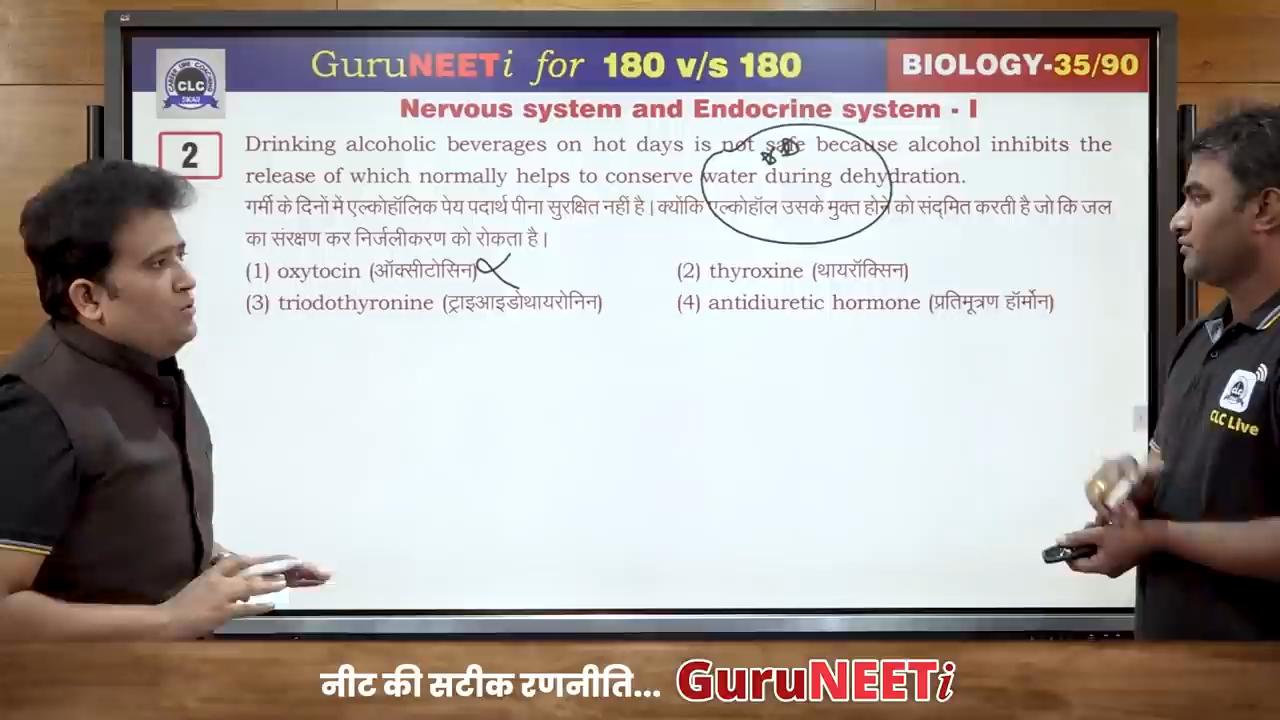 GuruNEETi for 180 v/s 180
BIOLOGY-35/90
CLC
Nervous system and Endocrine system - I
2
Drinking alcoholic beverages on hot days is not safe because alcohol inhibits the
release of which normally helps to conserve water during dehydration.
गर्मी के दिनों में एल्कोहॉलिक पेय पदार्थ पीना सुरक्षित नहीं है। क्योंकि एल्कोहॉल उसके मुक्त होने को संद्‌मित करती है जो कि जल
का संरक्षण कर निर्जलीकरण को रोकता है।
(1) oxytocin (ऑक्सीटोसिन)
(2) thyroxine (थायरॉक्सिन)
(3) triodothyronine (ट्राइआइडोथायरोनिन)
(4) antidiuretic hormone (प्रतिमूत्रण हॉर्मोन)
CLC Live
नीट की सटीक रणनीति... GuruNEETi